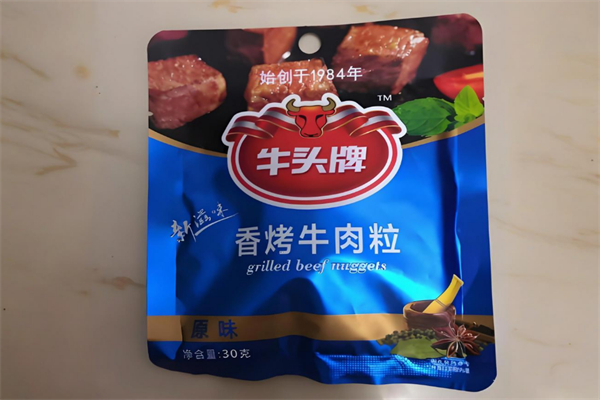 始创于1984年
TM
牛头牌
新滋味
香烤牛肉粒
grilled beef nuggets
原味
净含量:30克